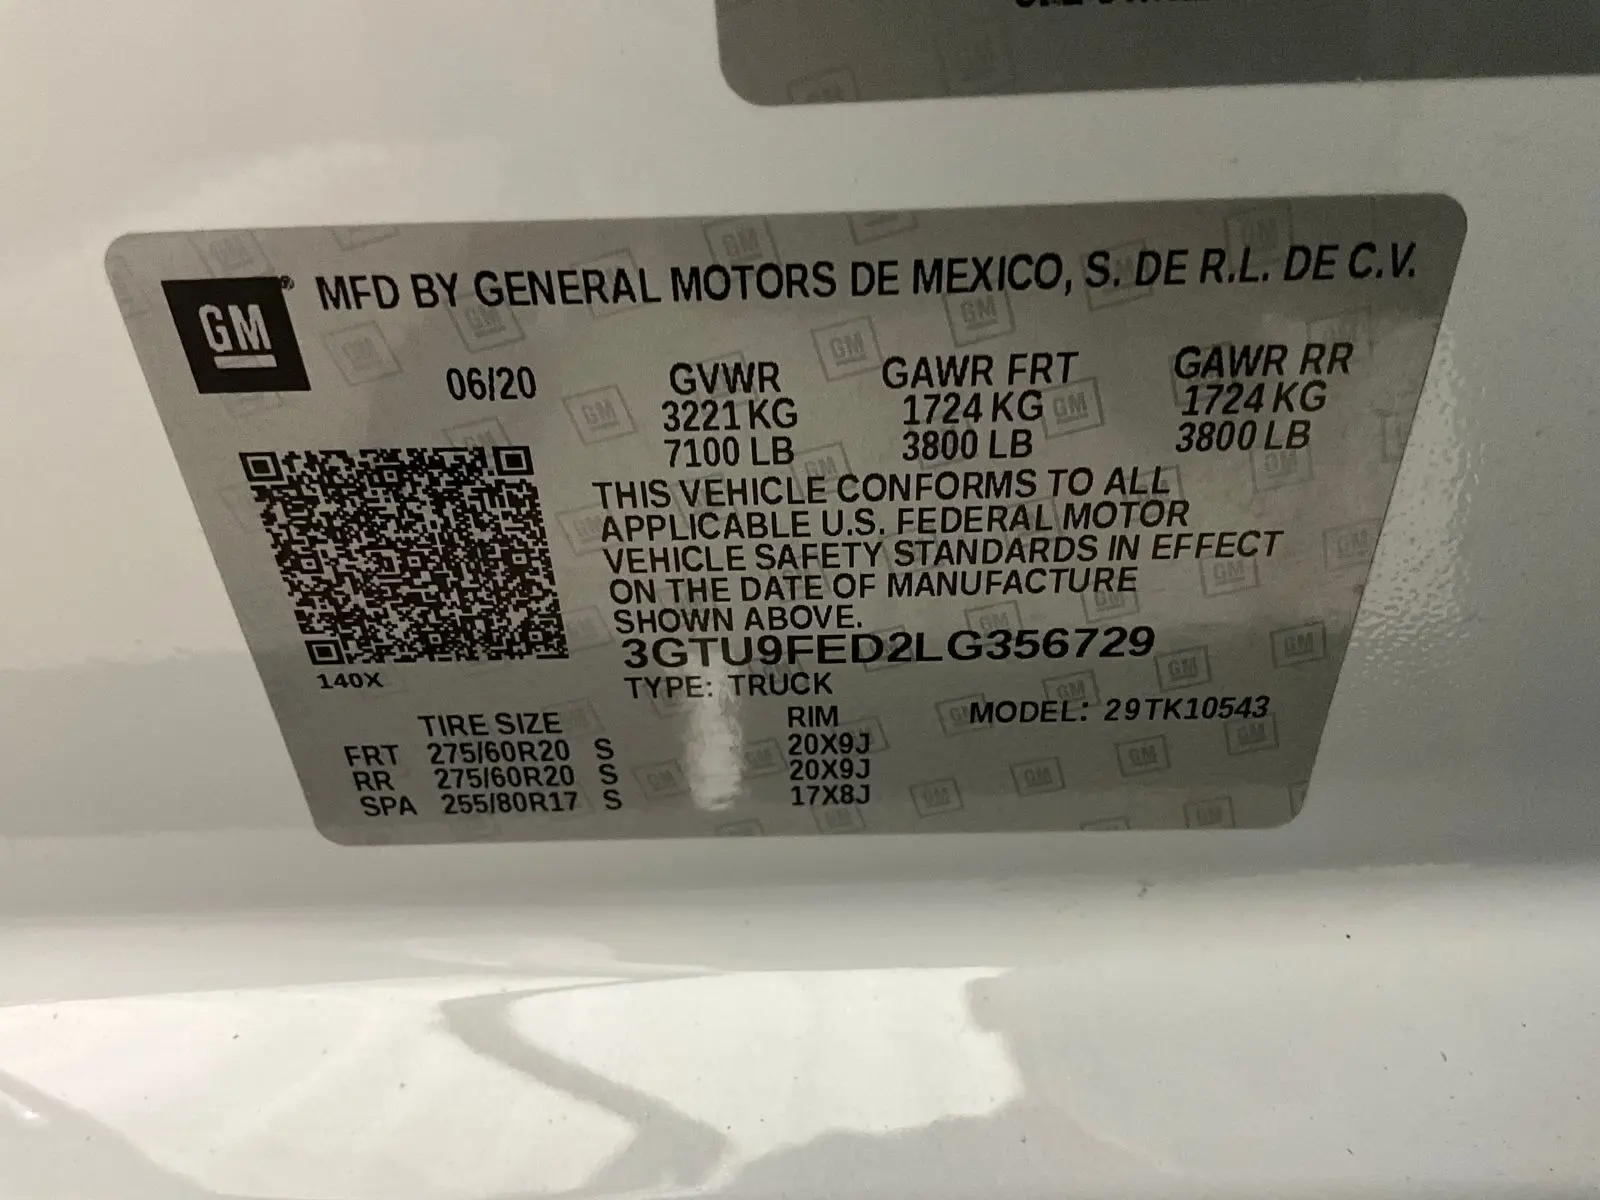 GM
MFD BY GENERAL MOTORS DE MEXICO, S. DE R.L. DE C.V.
06/20 GVWR GAWR FRT GAWR RR
3221 KG 1724 KG 1724 KG
7100 LB 3800 LB 3800 LB
THIS VEHICLE CONFORMS TO ALL
APPLICABLE U.S. FEDERAL MOTOR
VEHICLE SAFETY STANDARDS IN EFFECT
ON THE DATE OF MANUFACTURE
SHOWN ABOVE.
3GTU9FED2LG356729
140X
TYPE: TRUCK
TIRE SIZE RIM MODEL: 29TK10543
FRT 275/60R20 S 20X9J
RR 275/60R20 S 20X9J
SPA 255/80R17 S 17X8J